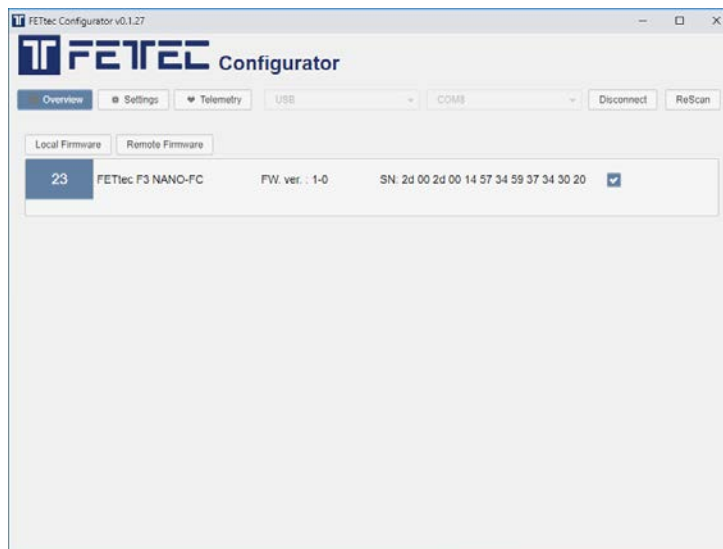 FETtec Configurator v0.1.27
FETTEC Configurator
Overview Settings Telemetry USB COM8 Disconnect ReScan
Local Firmware Remote Firmware
23 FETtec F3 NANO-FC FW. ver. : 1-0 SN: 2d 00 2d 00 14 57 34 59 37 34 30 20